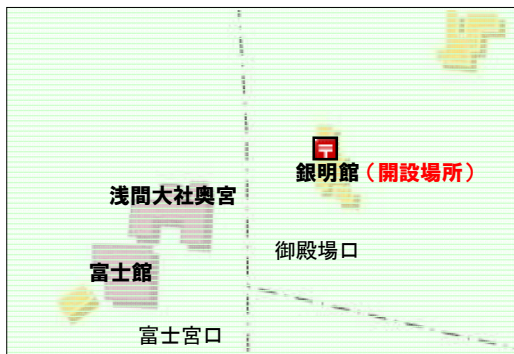 〒
銀明館（開設場所）
浅間大社奥宮
御殿場口
富士館
富士宮口